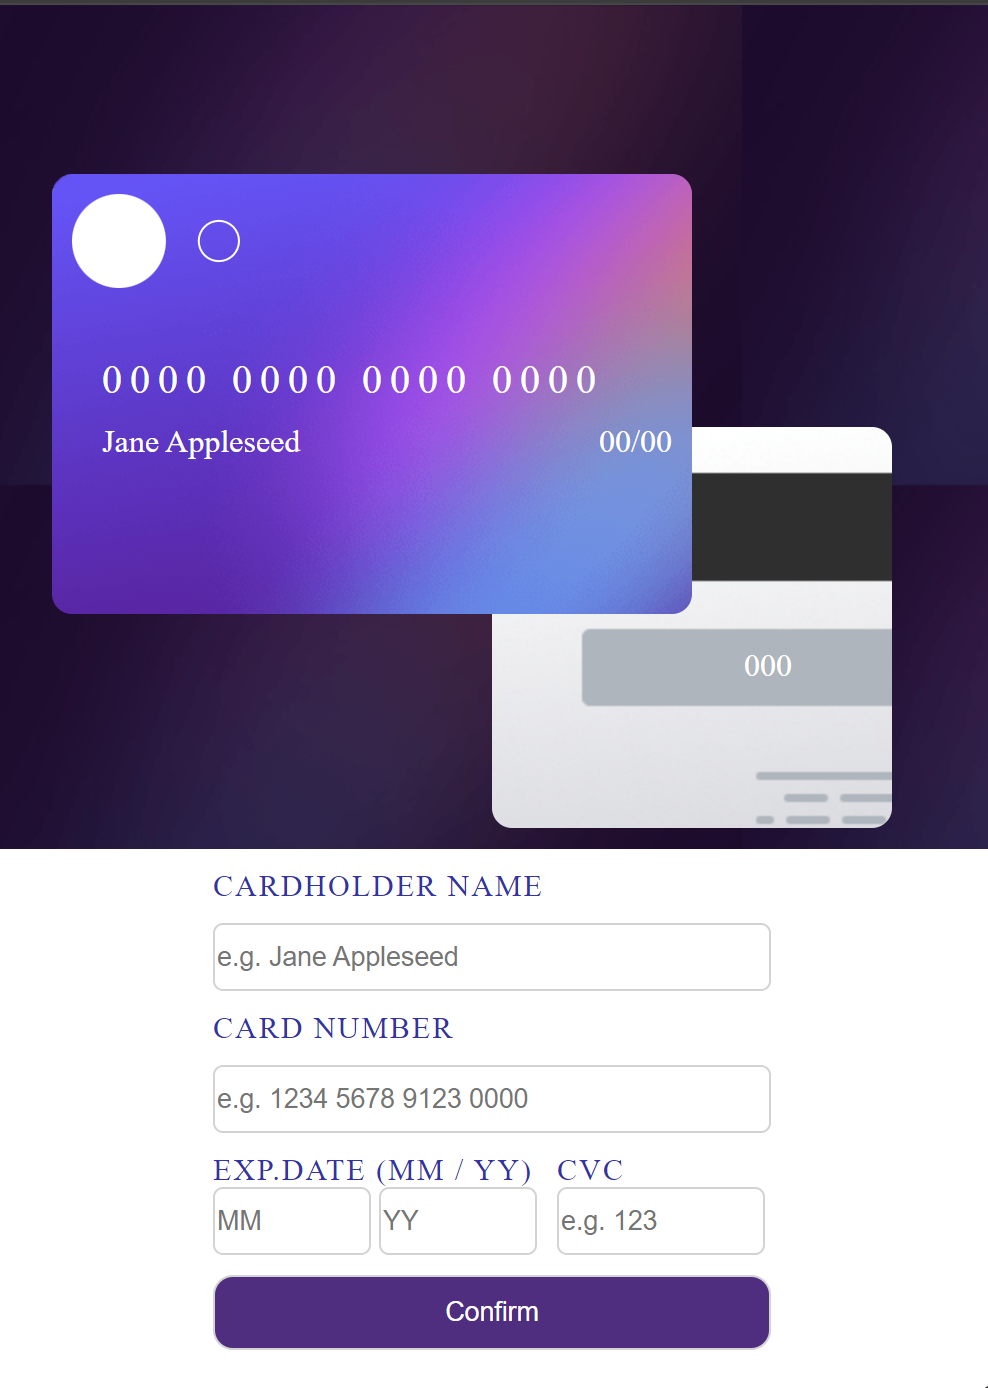 0000 0000 0000 0000
Jane Appleseed 00/00
000
CARDHOLDER NAME
e.g. Jane Appleseed
CARD NUMBER
e.g. 1234 5678 9123 0000
EXP.DATE (MM / YY) CVC
MM YY e.g. 123
Confirm